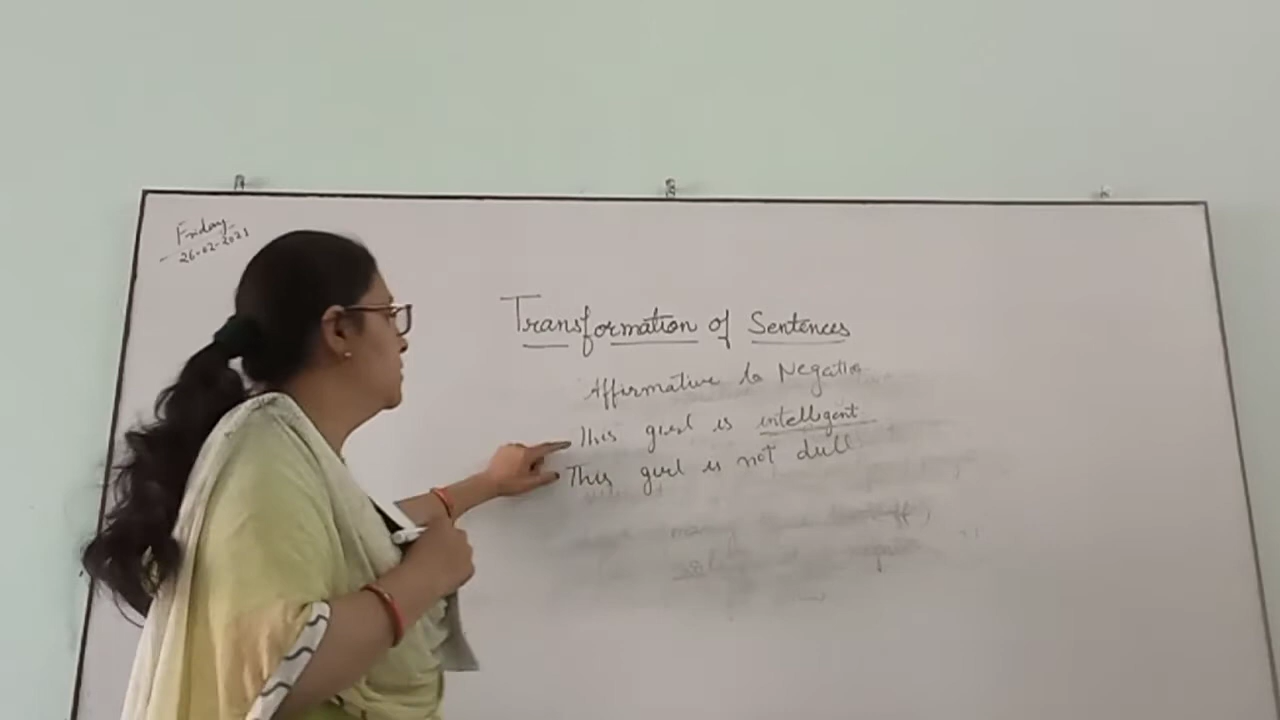 Friday
26-02-2021
Transformation of Sentences
Affirmative to Negative
This girl is intelligent
This girl is not dull